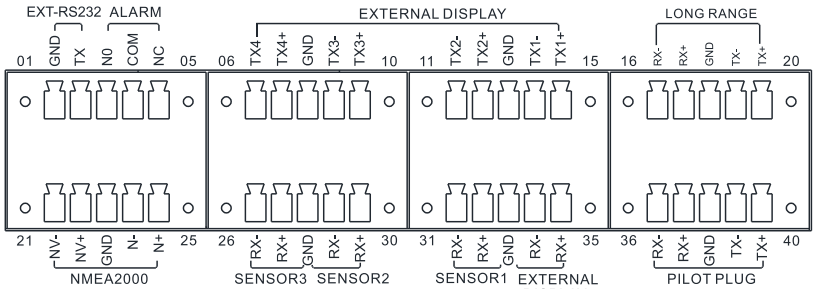 EXT-RS232 ALARM EXTERNAL DISPLAY LONG RANGE
01 GND TX N0 COM NC 05 06 TX4 TX4+ GND TX3- TX3+ 10 11 TX2- TX2+ GND TX1- TX1+ 15 16 RX- RX+ GND TX- TX+ 20
21 NV- NV+ GND N- N+ 25 26 RX- RX+ GND RX- RX+ 30 31 RX- RX+ GND RX- RX+ 35 36 RX- RX+ GND TX- TX+ 40
NMEA2000 SENSOR3 SENSOR2 SENSOR1 EXTERNAL PILOT PLUG